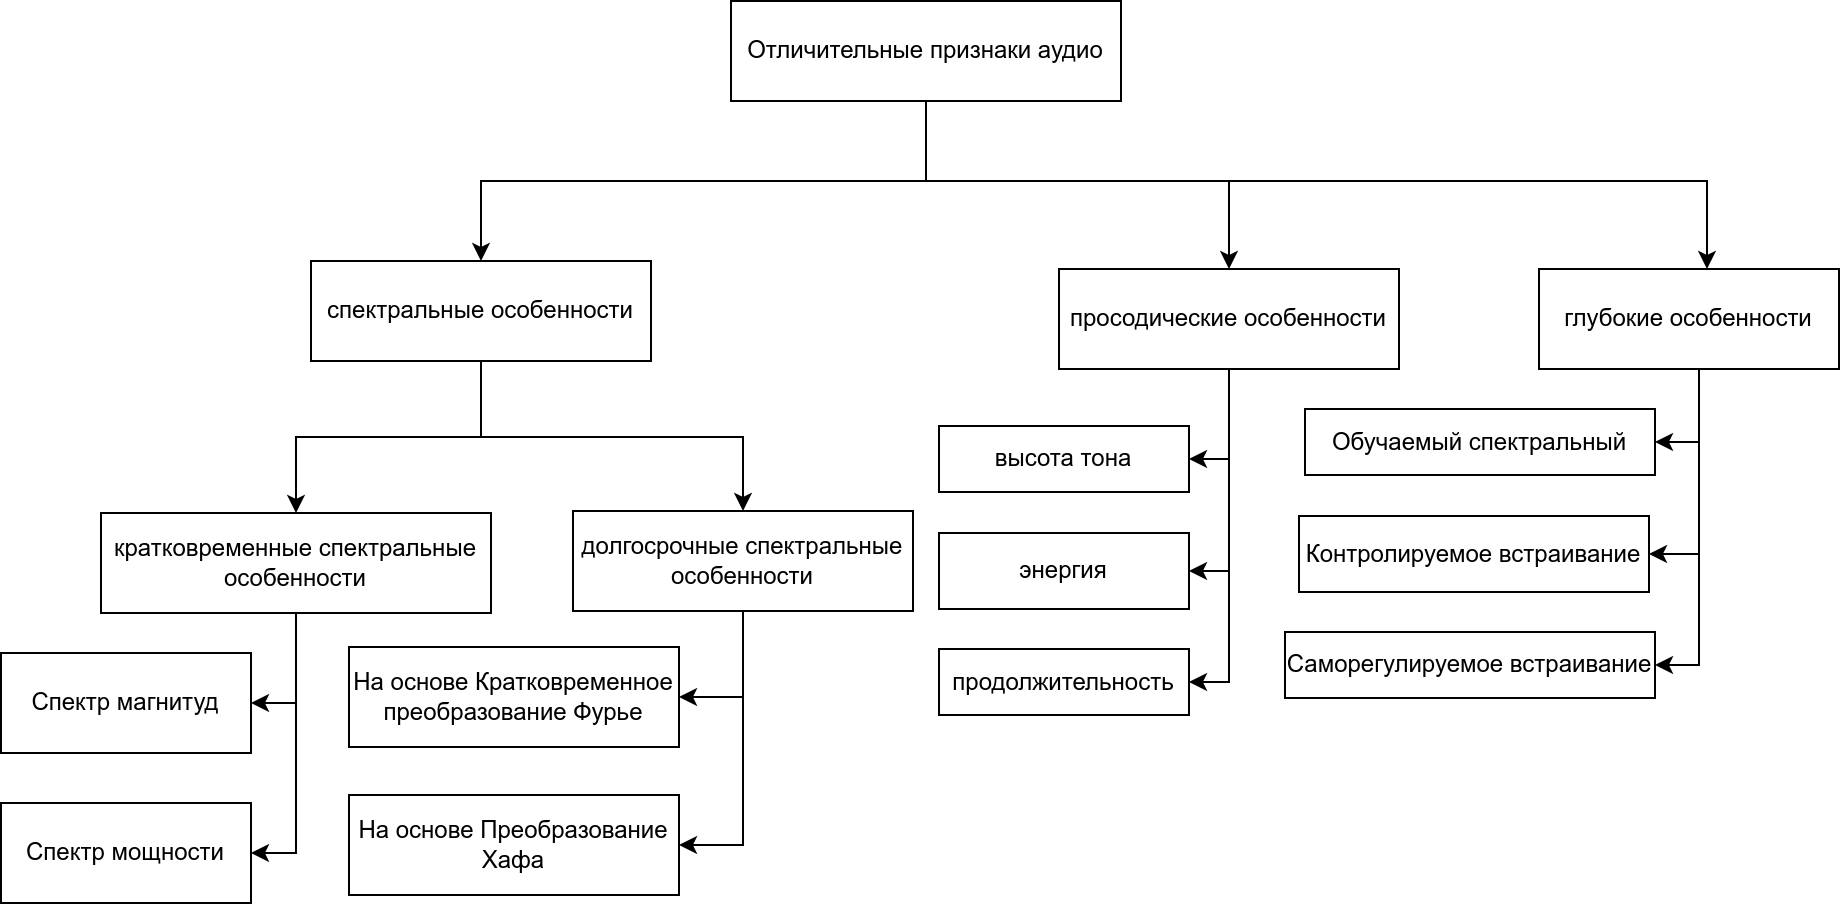 Отличительные признаки аудио
спектральные особенности
просодические особенности
глубокие особенности
кратковременные спектральные
особенности
долгосрочные спектральные
особенности
Спектр магнитуд
Спектр мощности
На основе Кратковременное
преобразование Фурье
На основе Преобразование
Хафа
высота тона
энергия
продолжительность
Обучаемый спектральный
Контролируемое встраивание
Саморегулируемое встраивание